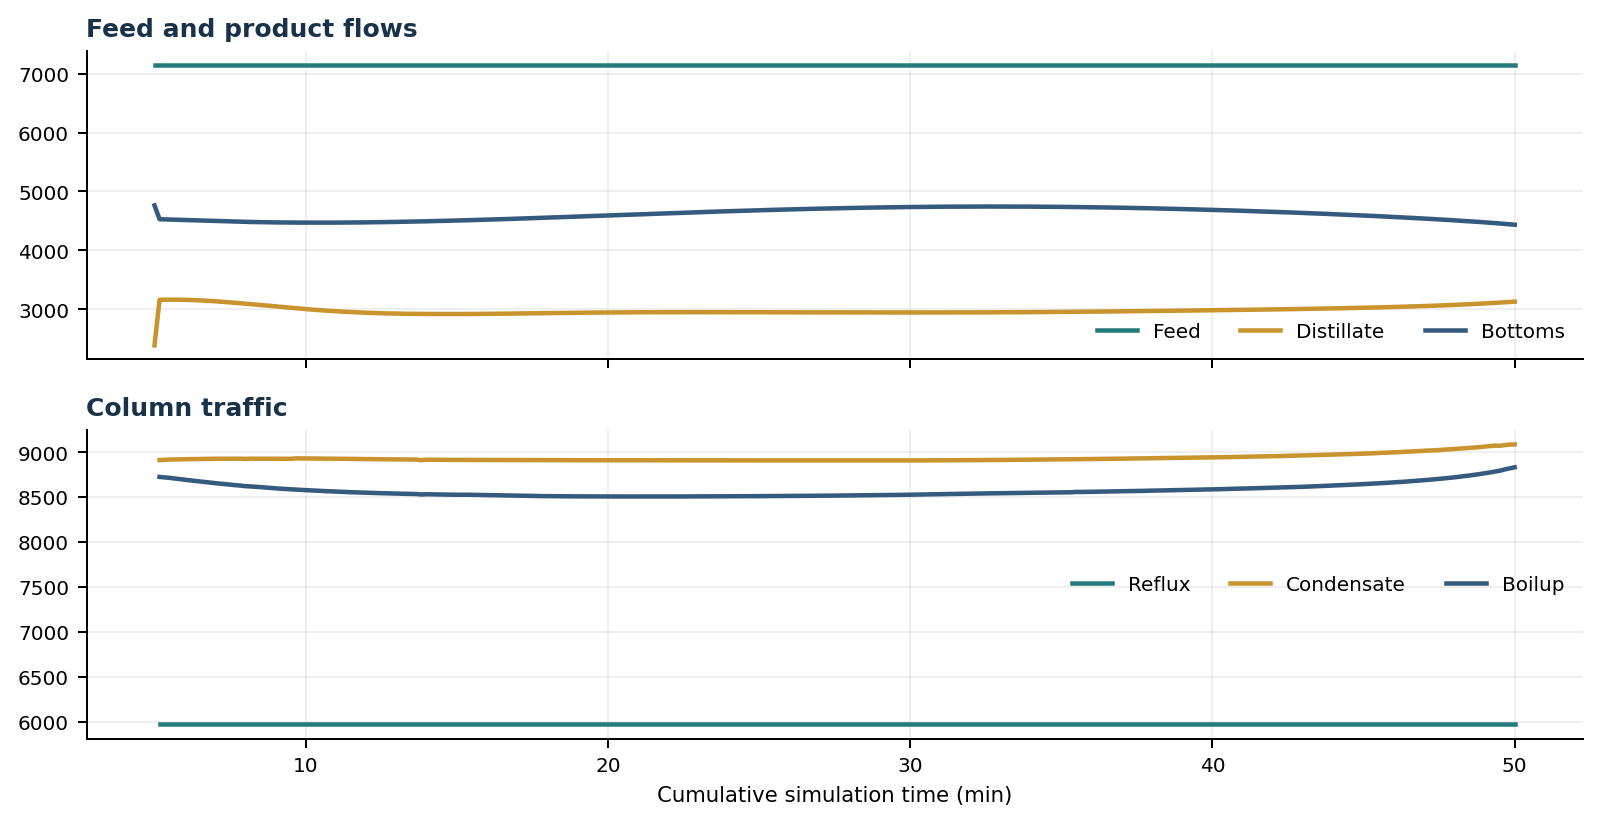 Feed and product flows
7000
6000
5000
4000
3000
Feed Distillate Bottoms
Column traffic
9000
8500
8000
7500
7000
6500
6000
Reflux Condensate Boilup
10 20 30 40 50
Cumulative simulation time (min)